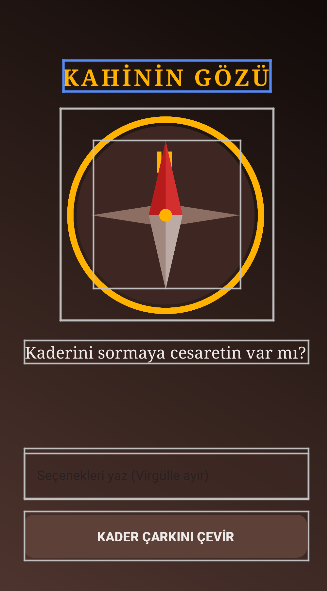 KAHİNİN GÖZÜ
Kaderini sormaya cesaretin var mı?
Seçenekleri yaz (Virgülle ayır)
KADER ÇARKINI ÇEVİR